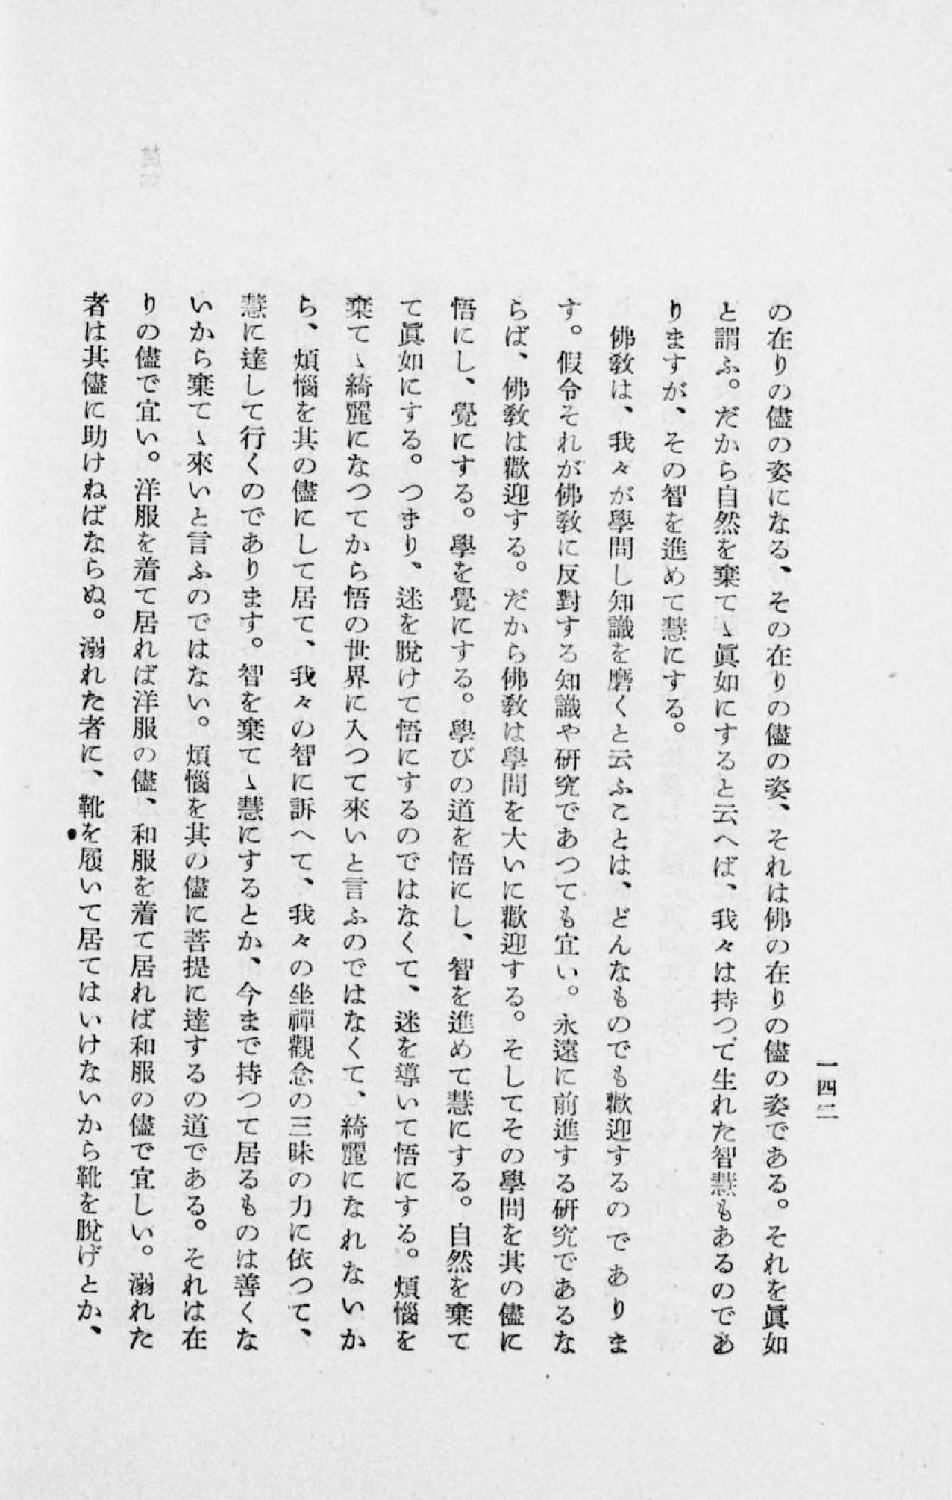 の在りの儘の姿になる、その在りの儘の姿、それは佛の在りの儘の姿である。それを眞如
と謂ふ。だから自然を棄てゝ眞如にすると云へば、我々は持つて生れた智慧もあるのであ
りますが、その智を進めて慧にする。
佛敎は、我々が學問し知識を磨くと云ふことは、どんなものでも歡迎するのであります
す。假令それが佛敎に反對する知識や硏究であつても宜い。永遠に前進する硏究であるな
らば、佛敎は歡迎する。だから佛敎は學問を大いに歡迎する。そしてその學問を其の儘に
悟にし、覺にする。學を覺にする。學びの道を悟にし、智を進めて慧にする。自然を棄て
て眞如にする。つまり、迷を脫けて悟にするのではなくて、迷を導いて悟にする。煩惱を
棄てゝ綺麗になつてから悟の世界に入つて來いと言ふのではなくて、綺麗になれないか
ら、煩惱を其の儘にして居て、我々の智に訴へて、我々の坐禪觀念の三昧の力に依つて、
慧に達して行くのであります。智を棄てゝ慧にするとか、今まで持つて居るものは善くな
いから棄てゝ來いと言ふのではない。煩惱を其の儘に菩提に達するの道である。それは在
りの儘で宜い。洋服を着て居れば洋服の儘、和服を着て居れば和服の儘で宜しい。溺れた
者は其儘に助けねばならぬ。溺れた者に、靴を履いて居てはいけないから靴を脫げとか、
一四二